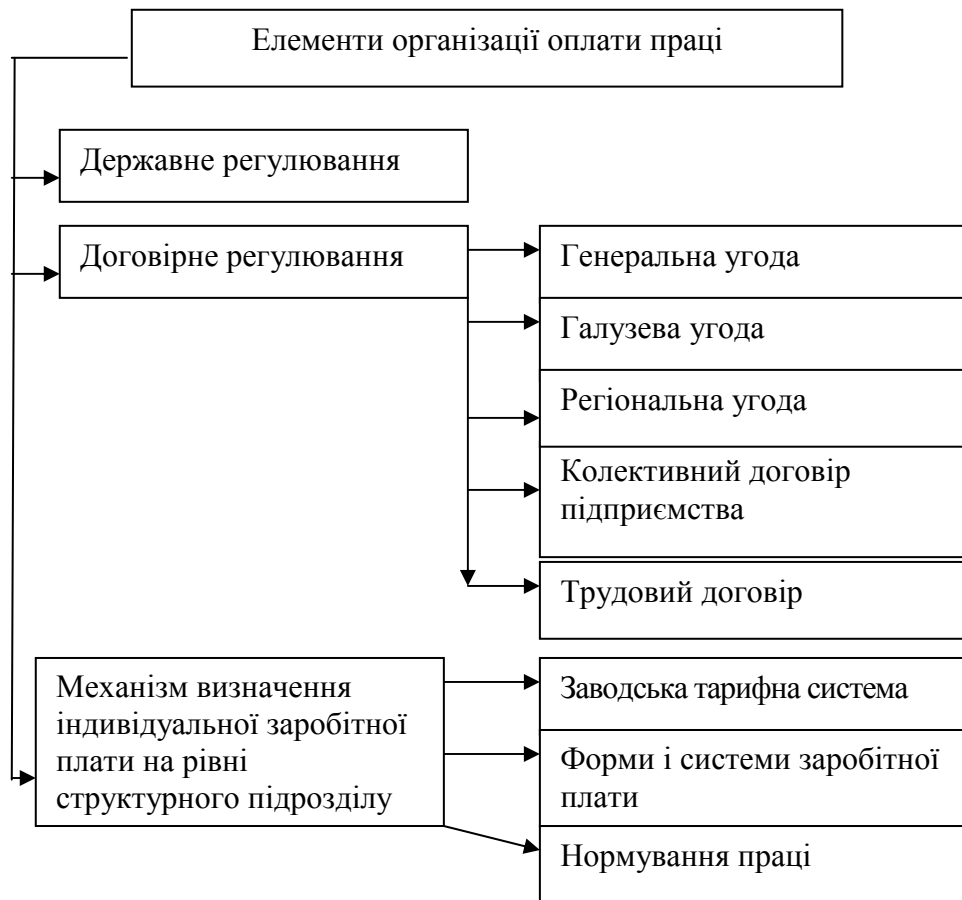 Елементи організації оплати праці
Державне регулювання
Договірне регулювання
Генеральна угода
Галузева угода
Регіональна угода
Колективний договір
підприємства
Трудовий договір
Механізм визначення
індивідуальної заробітної
плати на рівні
структурного підрозділу
Заводська тарифна система
Форми і системи заробітної
плати
Нормування праці